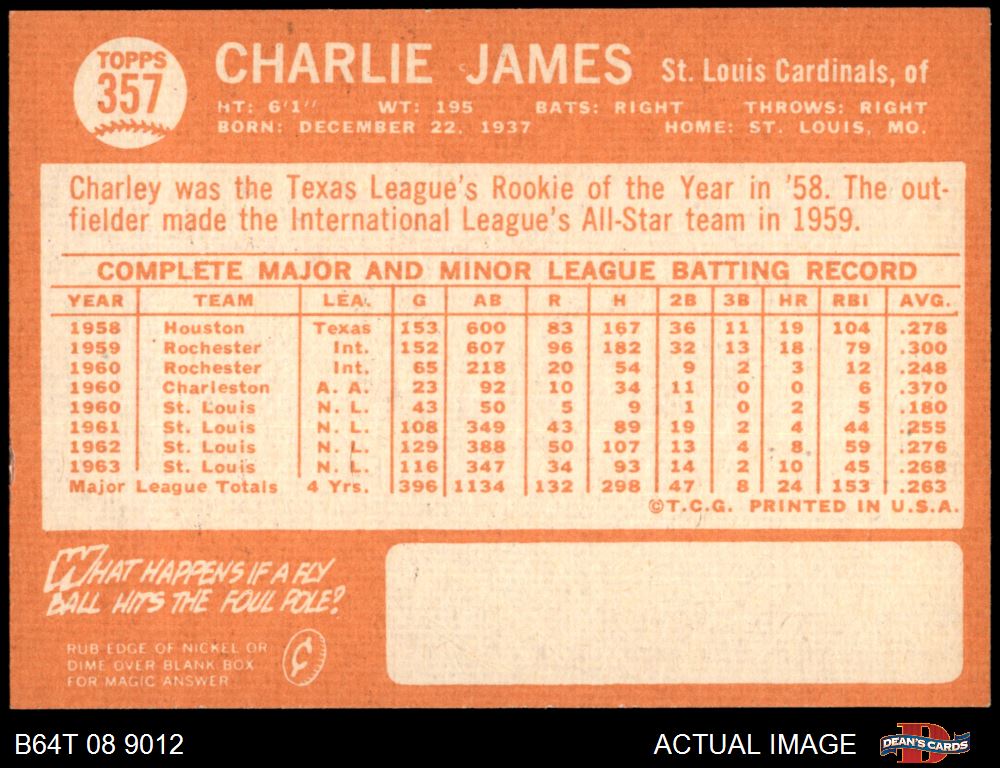 TOPPS
357
CHARLIE JAMES St. Louis Cardinals, of
HT: 6'1" WT: 195 BATS: RIGHT THROWS: RIGHT
BORN: DECEMBER 22, 1937 HOME: ST. LOUIS, MO.
Charley was the Texas League's Rookie of the Year in '58. The out-
fielder made the International League's All-Star team in 1959.
COMPLETE MAJOR AND MINOR LEAGUE BATTING RECORD
YEAR TEAM LEA. G AB R H 2B 3B HR RBI AVG.
1958 Houston Texas 153 600 83 167 36 11 19 104 .278
1959 Rochester Int. 152 607 96 182 32 13 18 79 .300
1960 Rochester Int. 65 218 20 54 9 2 3 12 .248
1960 Charleston A. A. 23 92 10 34 11 0 0 6 .370
1960 St. Louis N. L. 43 50 5 9 1 0 2 5 .180
1961 St. Louis N. L. 108 349 43 89 19 2 4 44 .255
1962 St. Louis N. L. 129 388 50 107 13 4 8 59 .276
1963 St. Louis N. L. 116 347 34 93 14 2 10 45 .268
Major League Totals 4 Yrs. 396 1134 132 298 47 8 24 153 .263
©T.C.G. PRINTED IN U.S.A.
WHAT HAPPENS IF A FLY
BALL HITS THE FOUL POLE?
RUB EDGE OF NICKEL OR
DIME OVER BLANK BOX
FOR MAGIC ANSWER
¢
B64T 08 9012 ACTUAL IMAGE DEAN'S CARDS